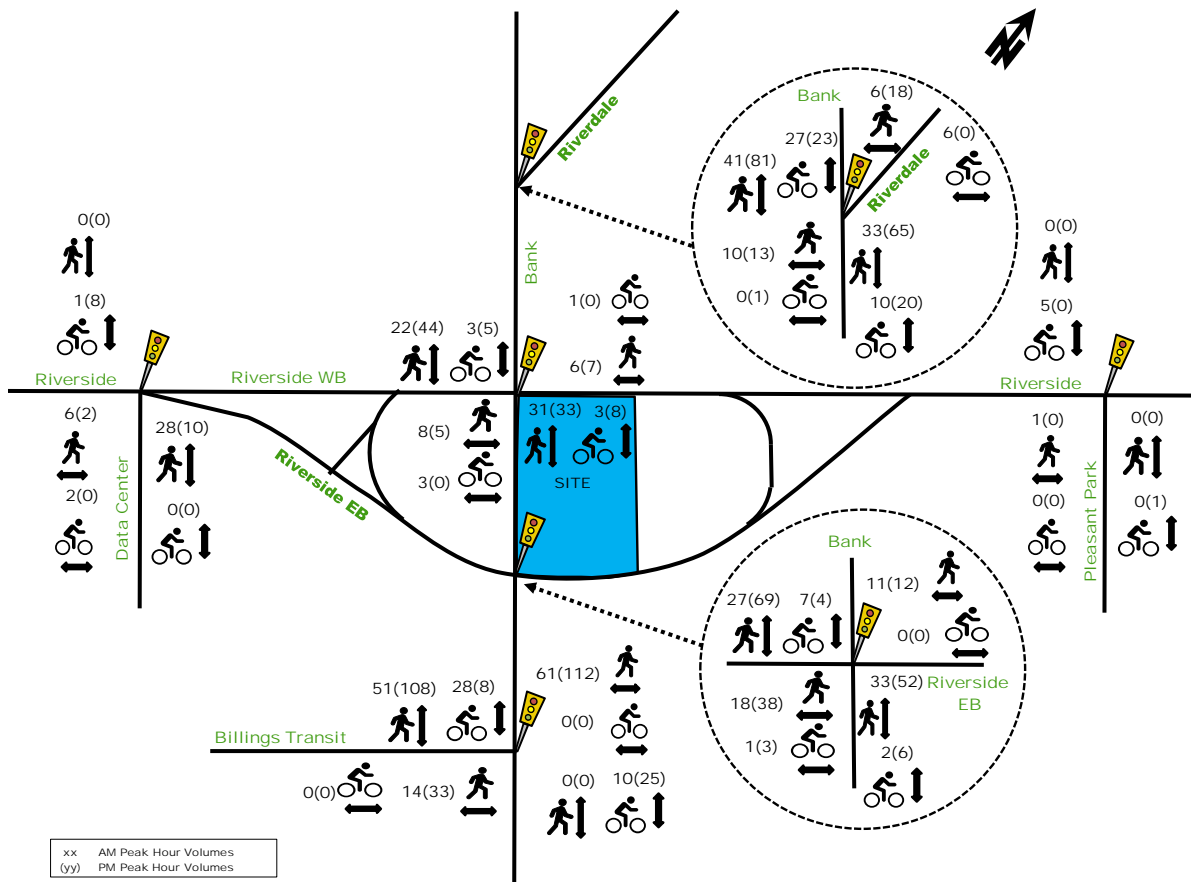 Bank
6(18)
6(0)
27(23)
41(81)
Riverdale
Riverdale
0(0)
33(65)
0(0)
Bank
10(13)
1(8)
1(0)
0(1)
10(20)
5(0)
22(44)
3(5)
6(7)
Riverside
Riverside WB
Riverside
6(2)
28(10)
8(5)
31(33)
3(8)
1(0)
0(0)
Riverside EB
3(0)
SITE
2(0)
0(0)
0(0)
0(1)
Data Center
Pleasant Park
Bank
11(12)
27(69)
7(4)
0(0)
61(112)
33(52)
Riverside
EB
51(108)
28(8)
18(38)
0(0)
1(3)
2(6)
Billings Transit
0(0)
14(33)
0(0)
10(25)
xx AM Peak Hour Volumes
(yy) PM Peak Hour Volumes
N